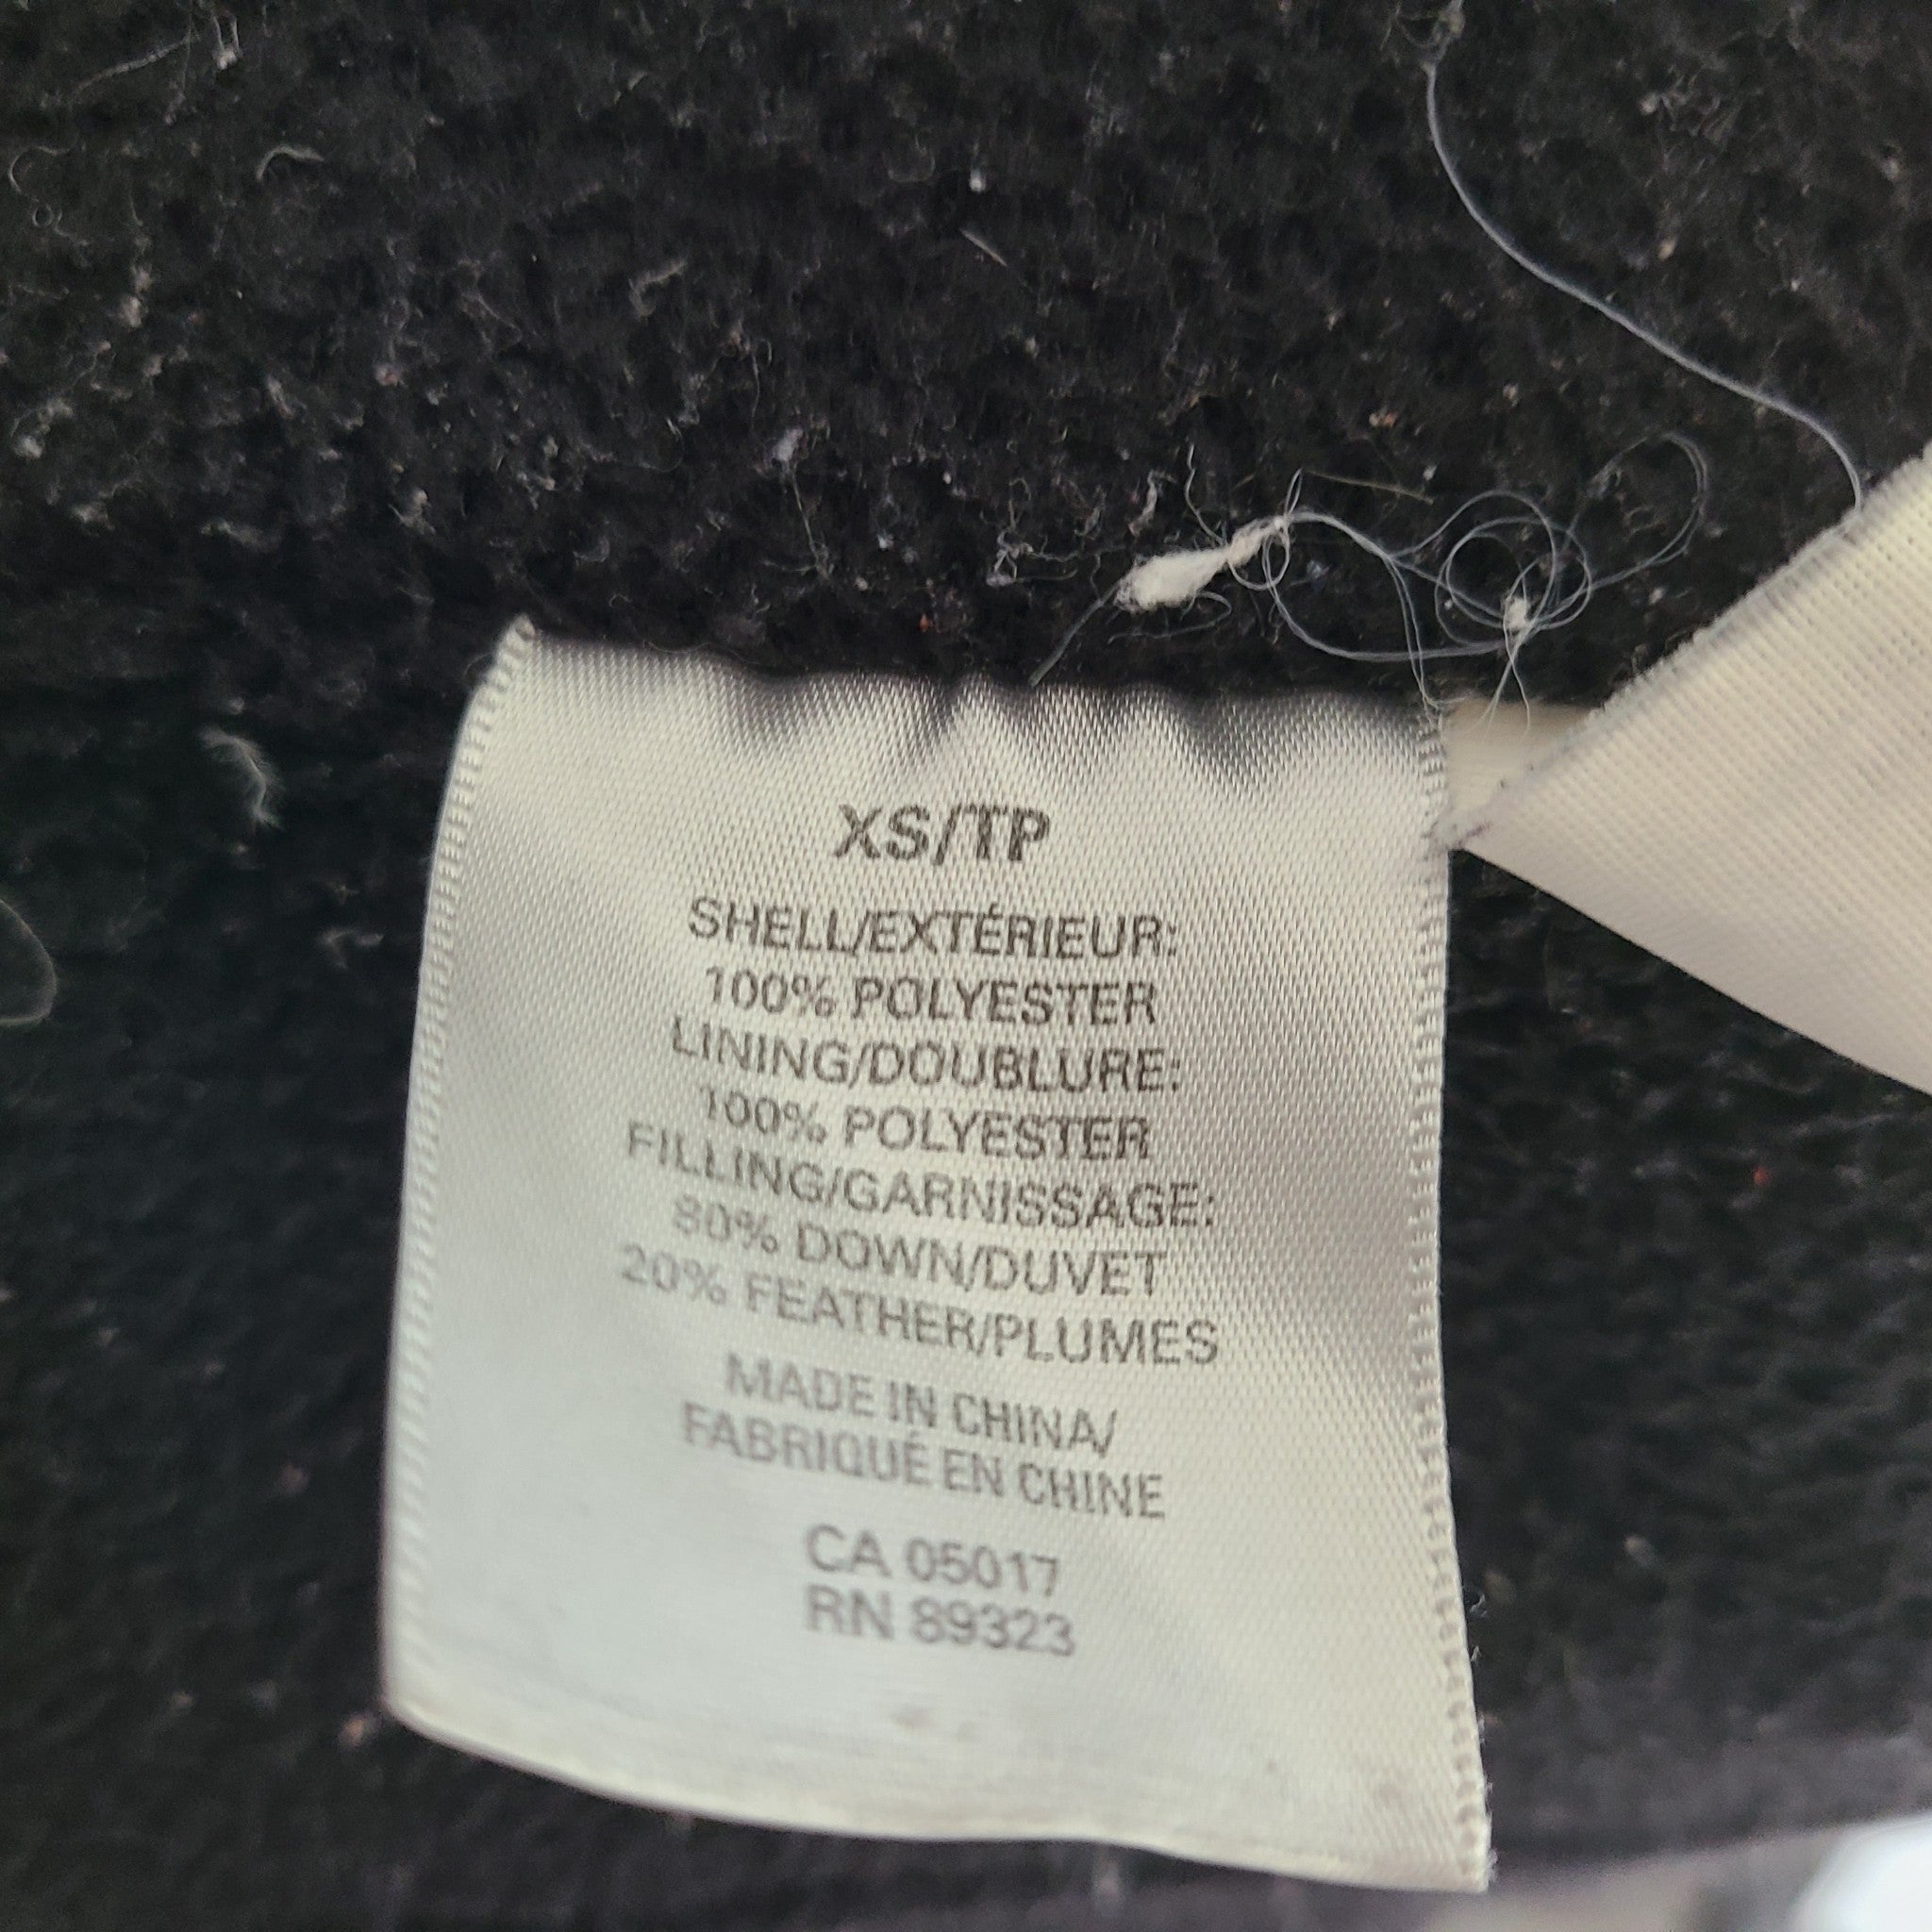 XS/TP
SHELL/EXTÉRIEUR:
100% POLYESTER
LINING/DOUBLURE:
100% POLYESTER
FILLING/GARNISSAGE:
80% DOWN/DUVET
20% FEATHER/PLUMES
MADE IN CHINA/
FABRIQUÉ EN CHINE
CA 05017
RN 89323